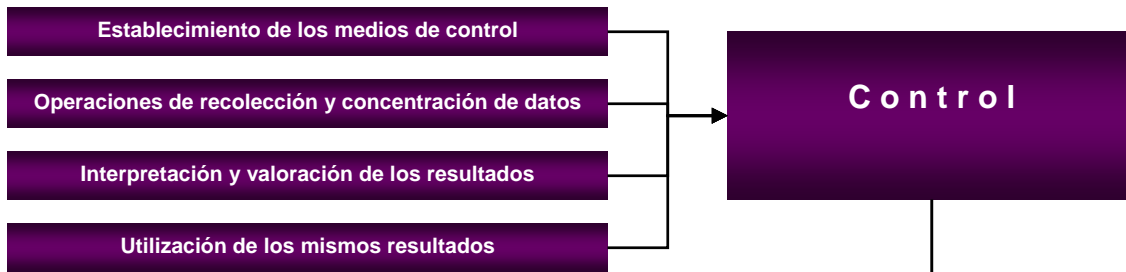 Establecimiento de los medios de control
Operaciones de recolección y concentración de datos
Control
Interpretación y valoración de los resultados
Utilización de los mismos resultados